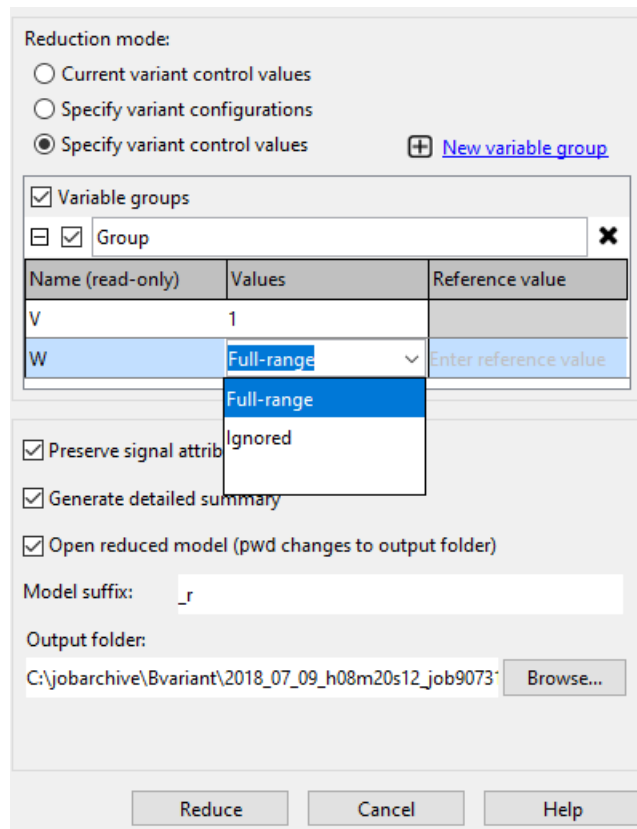 Reduction mode:
Current variant control values
Specify variant configurations
Specify variant control values New variable group
Variable groups
Group
Name (read-only) Values Reference value
V 1
W Full-range Enter reference value
Full-range
Ignored
Preserve signal attrib
Generate detailed summary
Open reduced model (pwd changes to output folder)
Model suffix: _r
Output folder:
C:\jobarchive\Bvariant\2018_07_09_h08m20s12_job90731 Browse...
Reduce Cancel Help